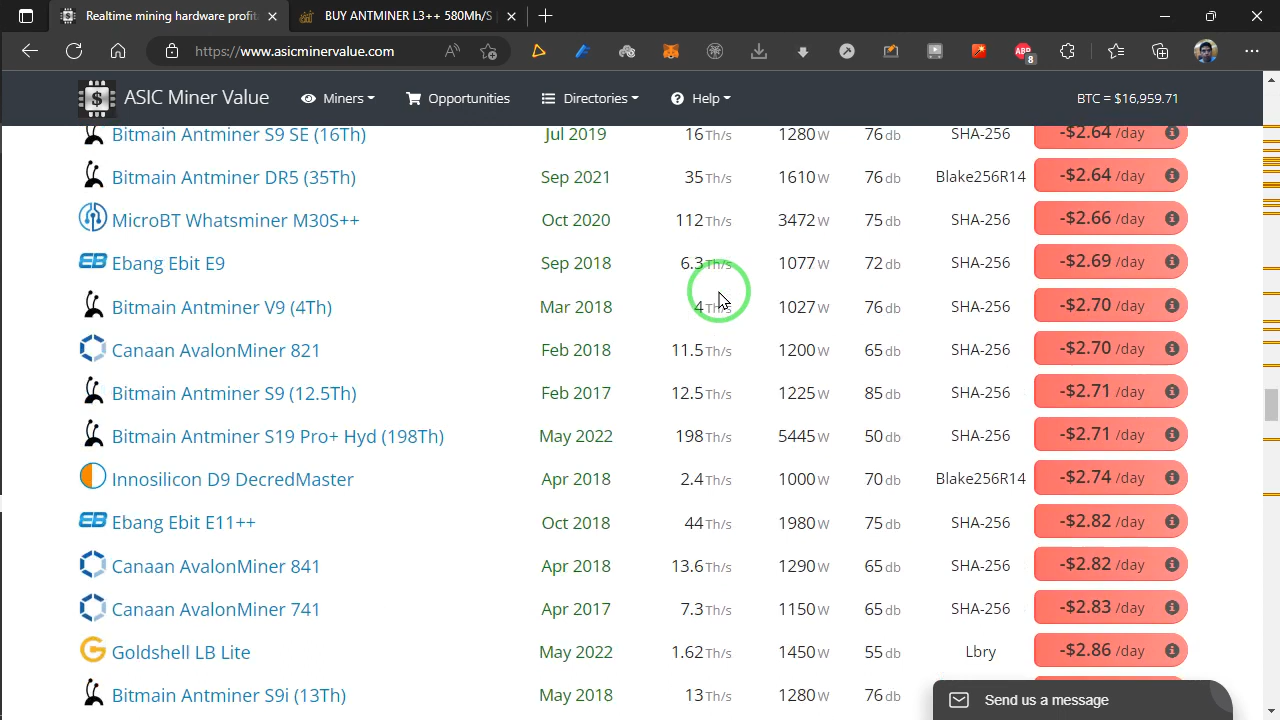 Realtime mining hardware profit
BUY ANTMINER L3++ 580Mh/S
https://www.asicminervalue.com
ABP
8
$ ASIC Miner Value
Miners
Opportunities
Directories
Help
BTC = $16,959.71
Bitmain Antminer S9 SE (16Th) Jul 2019 16 Th/s 1280 W 76 db SHA-256 -$2.64 /day
Bitmain Antminer DR5 (35Th) Sep 2021 35 Th/s 1610 W 76 db Blake256R14 -$2.64 /day
MicroBT Whatsminer M30S++ Oct 2020 112 Th/s 3472 W 75 db SHA-256 -$2.66 /day
EB Ebang Ebit E9 Sep 2018 6.3 Th/s 1077 W 72 db SHA-256 -$2.69 /day
Bitmain Antminer V9 (4Th) Mar 2018 4 Th/s 1027 W 76 db SHA-256 -$2.70 /day
Canaan AvalonMiner 821 Feb 2018 11.5 Th/s 1200 W 65 db SHA-256 -$2.70 /day
Bitmain Antminer S9 (12.5Th) Feb 2017 12.5 Th/s 1225 W 85 db SHA-256 -$2.71 /day
Bitmain Antminer S19 Pro+ Hyd (198Th) May 2022 198 Th/s 5445 W 50 db SHA-256 -$2.71 /day
Innosilicon D9 DecredMaster Apr 2018 2.4 Th/s 1000 W 70 db Blake256R14 -$2.74 /day
EB Ebang Ebit E11++ Oct 2018 44 Th/s 1980 W 75 db SHA-256 -$2.82 /day
Canaan AvalonMiner 841 Apr 2018 13.6 Th/s 1290 W 65 db SHA-256 -$2.82 /day
Canaan AvalonMiner 741 Apr 2017 7.3 Th/s 1150 W 65 db SHA-256 -$2.83 /day
Goldshell LB Lite May 2022 1.62 Th/s 1450 W 55 db Lbry -$2.86 /day
Bitmain Antminer S9i (13Th) May 2018 13 Th/s 1280 W 76 db
Send us a message